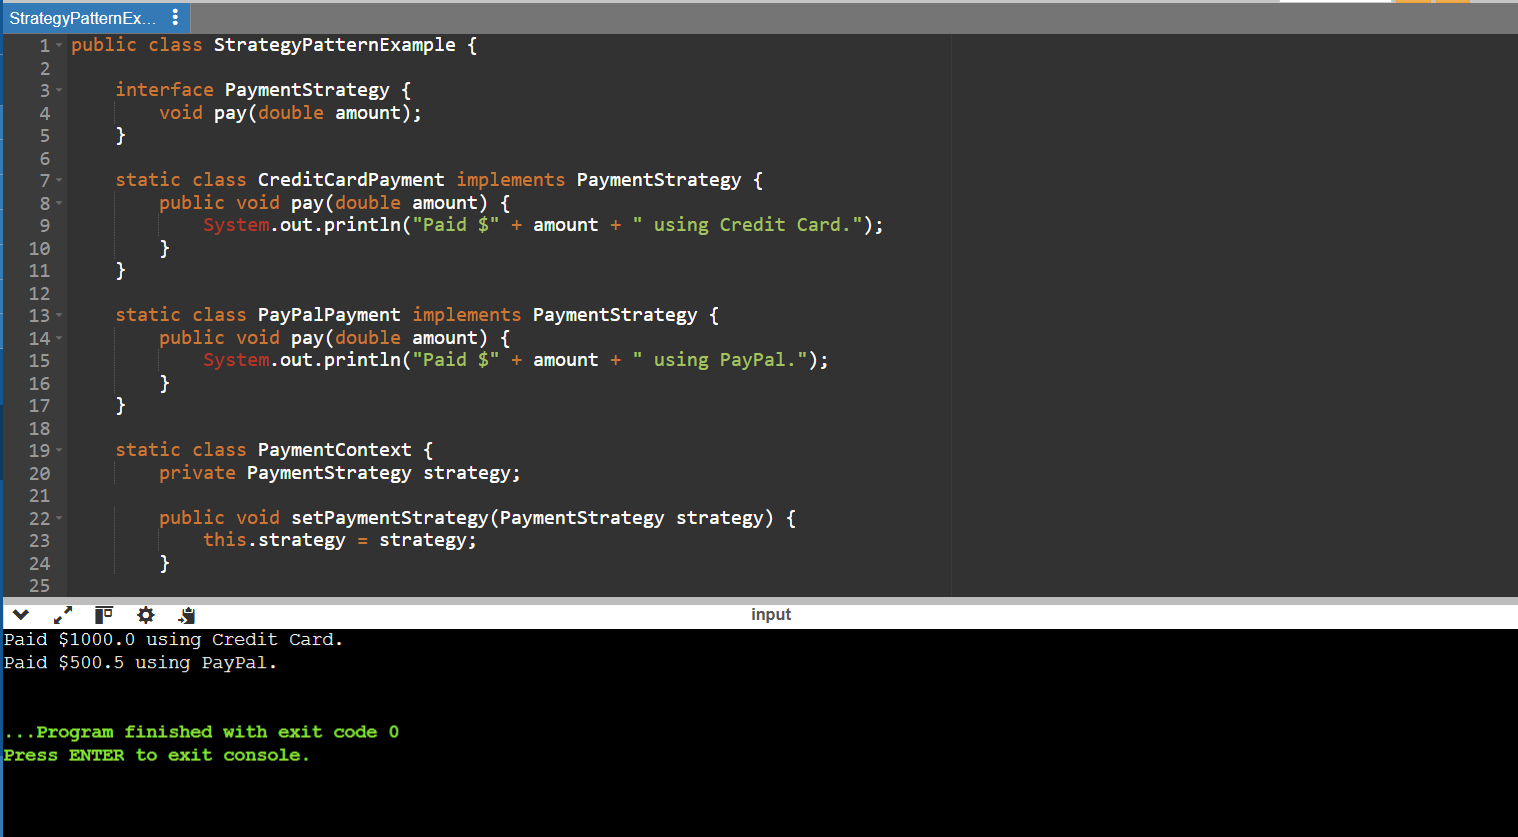 StrategyPatternEx...
1 public class StrategyPatternExample {
2
3     interface PaymentStrategy {
4         void pay(double amount);
5     }
6
7     static class CreditCardPayment implements PaymentStrategy {
8         public void pay(double amount) {
9             System.out.println("Paid $" + amount + " using Credit Card.");
10         }
11     }
12
13     static class PayPalPayment implements PaymentStrategy {
14         public void pay(double amount) {
15             System.out.println("Paid $" + amount + " using PayPal.");
16         }
17     }
18
19     static class PaymentContext {
20         private PaymentStrategy strategy;
21
22         public void setPaymentStrategy(PaymentStrategy strategy) {
23             this.strategy = strategy;
24         }
25
input
Paid $1000.0 using Credit Card.
Paid $500.5 using PayPal.
...Program finished with exit code 0
Press ENTER to exit console.